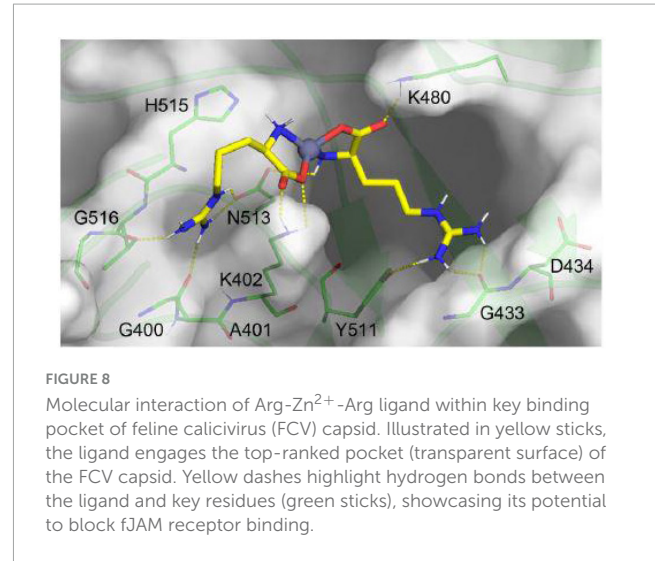 K480
H515
G516
N513
K402
D434
G433
G400
A401
Y511
FIGURE 8
Molecular interaction of Arg-Zn²⁺-Arg ligand within key binding
pocket of feline calicivirus (FCV) capsid. Illustrated in yellow sticks,
the ligand engages the top-ranked pocket (transparent surface) of
the FCV capsid. Yellow dashes highlight hydrogen bonds between
the ligand and key residues (green sticks), showcasing its potential
to block fJAM receptor binding.